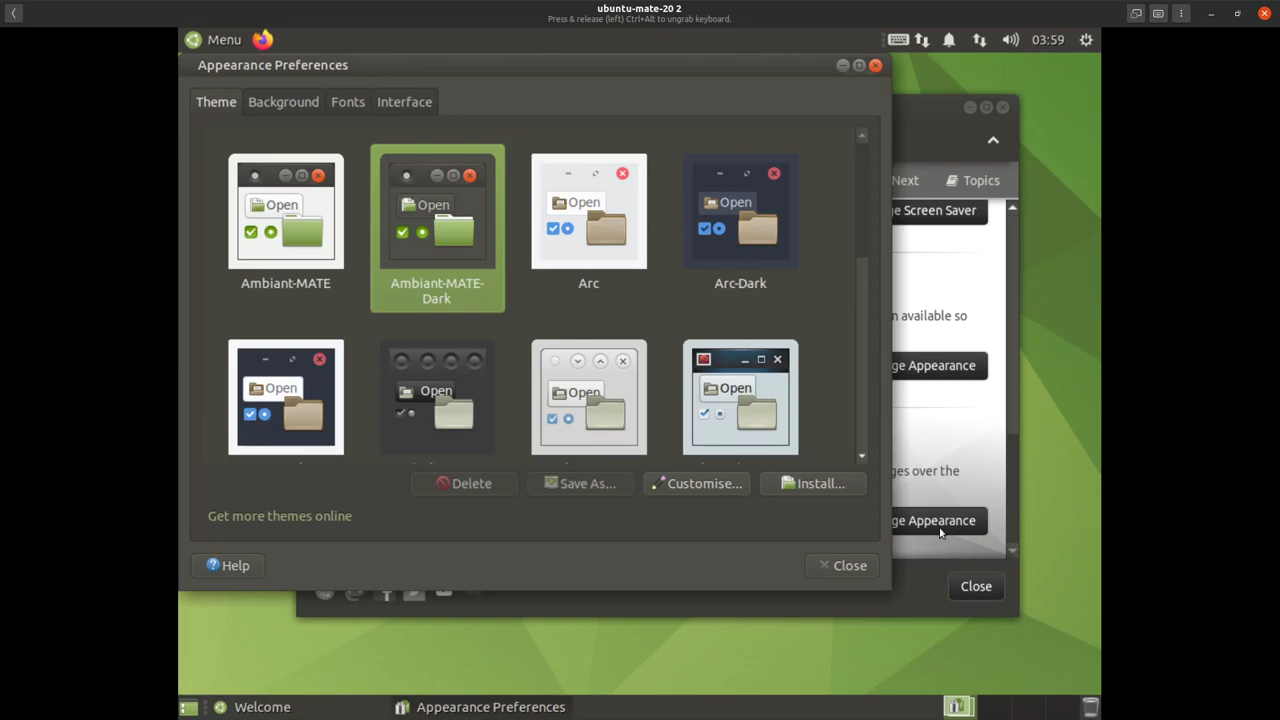 ubuntu-mate-20 2
Press & release (left) Ctrl+Alt to ungrab keyboard.
Menu
03:59
Appearance Preferences
Theme
Background
Fonts
Interface
Open
Open
Open
Open
Ambiant-MATE
Ambiant-MATE-
Dark
Arc
Arc-Dark
Open
Open
Open
Open
Delete
Save As...
Customise...
Install...
Get more themes online
Help
Close
Next
Topics
ge Screen Saver
n available so
ge Appearance
ges over the
ge Appearance
Close
Welcome
Appearance Preferences